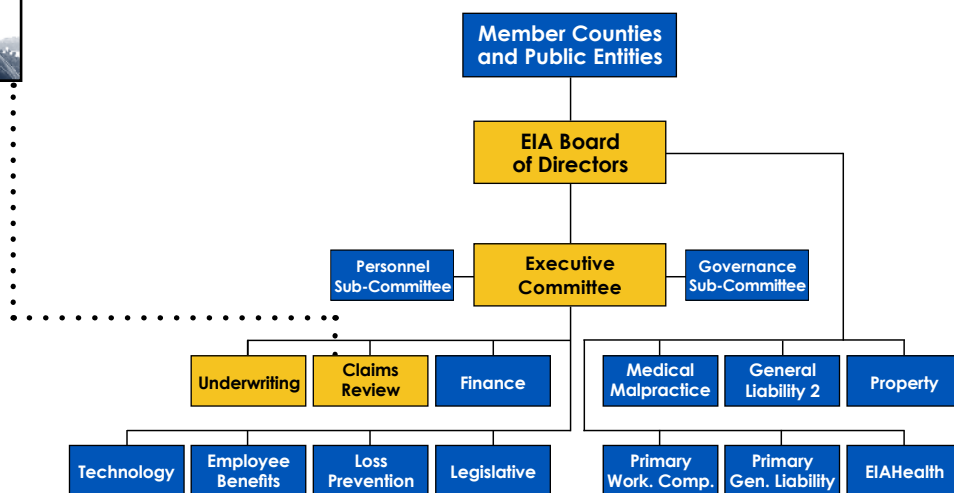 Member Counties
and Public Entities
EIA Board
of Directors
Personnel
Sub-Committee
Executive
Committee
Governance
Sub-Committee
Underwriting
Claims
Review
Finance
Medical
Malpractice
General
Liability 2
Property
Technology
Employee
Benefits
Loss
Prevention
Legislative
Primary
Work. Comp.
Primary
Gen. Liability
EIAHealth